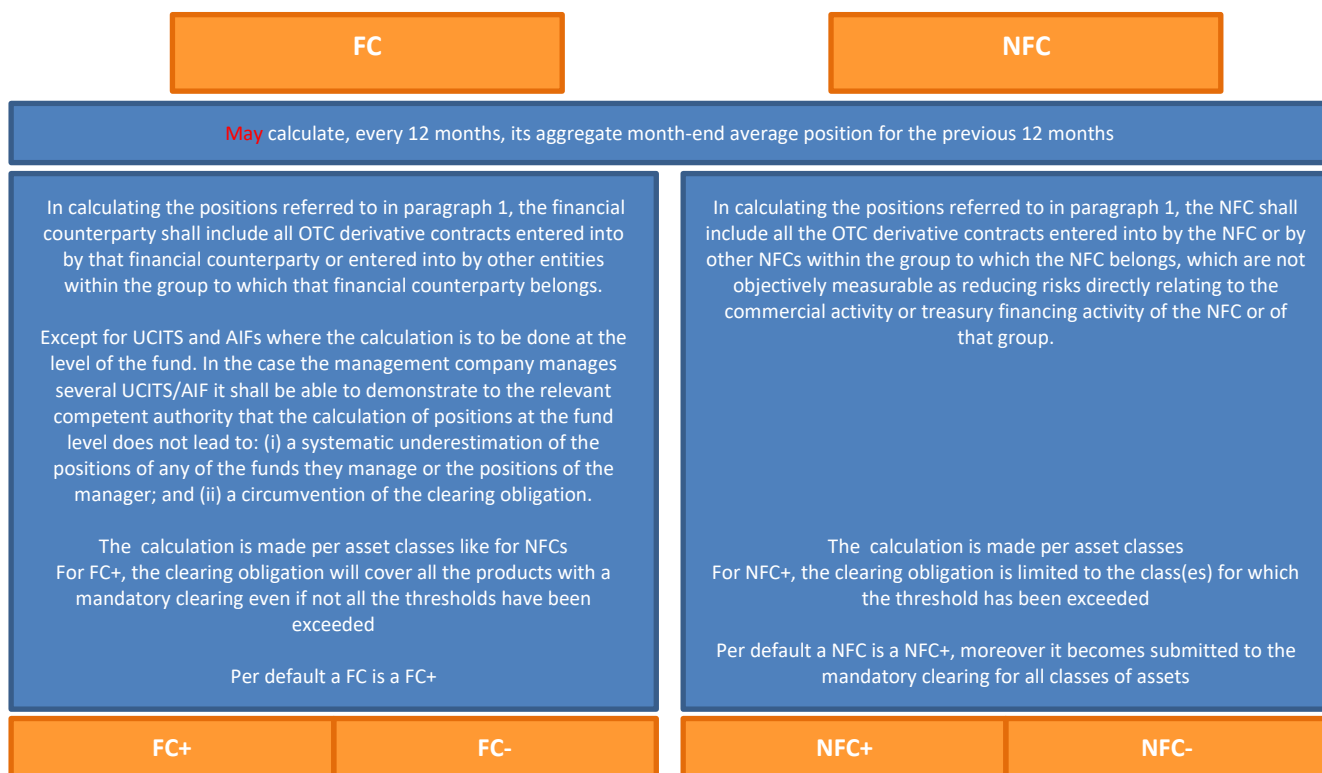 FC
NFC
May calculate, every 12 months, its aggregate month-end average position for the previous 12 months
In calculating the positions referred to in paragraph 1, the financial
counterparty shall include all OTC derivative contracts entered into
by that financial counterparty or entered into by other entities
within the group to which that financial counterparty belongs.
Except for UCITS and AIFs where the calculation is to be done at the
level of the fund. In the case the management company manages
several UCITS/AIF it shall be able to demonstrate to the relevant
competent authority that the calculation of positions at the fund
level does not lead to: (i) a systematic underestimation of the
positions of any of the funds they manage or the positions of the
manager; and (ii) a circumvention of the clearing obligation.
The calculation is made per asset classes like for NFCs
For FC+, the clearing obligation will cover all the products with a
mandatory clearing even if not all the thresholds have been
exceeded
Per default a FC is a FC+
In calculating the positions referred to in paragraph 1, the NFC shall
include all the OTC derivative contracts entered into by the NFC or by
other NFCs within the group to which the NFC belongs, which are not
objectively measurable as reducing risks directly relating to the
commercial activity or treasury financing activity of the NFC or of
that group.
The calculation is made per asset classes
For NFC+, the clearing obligation is limited to the class(es) for which
the threshold has been exceeded
Per default a NFC is a NFC+, moreover it becomes submitted to the
mandatory clearing for all classes of assets
FC+
FC-
NFC+
NFC-